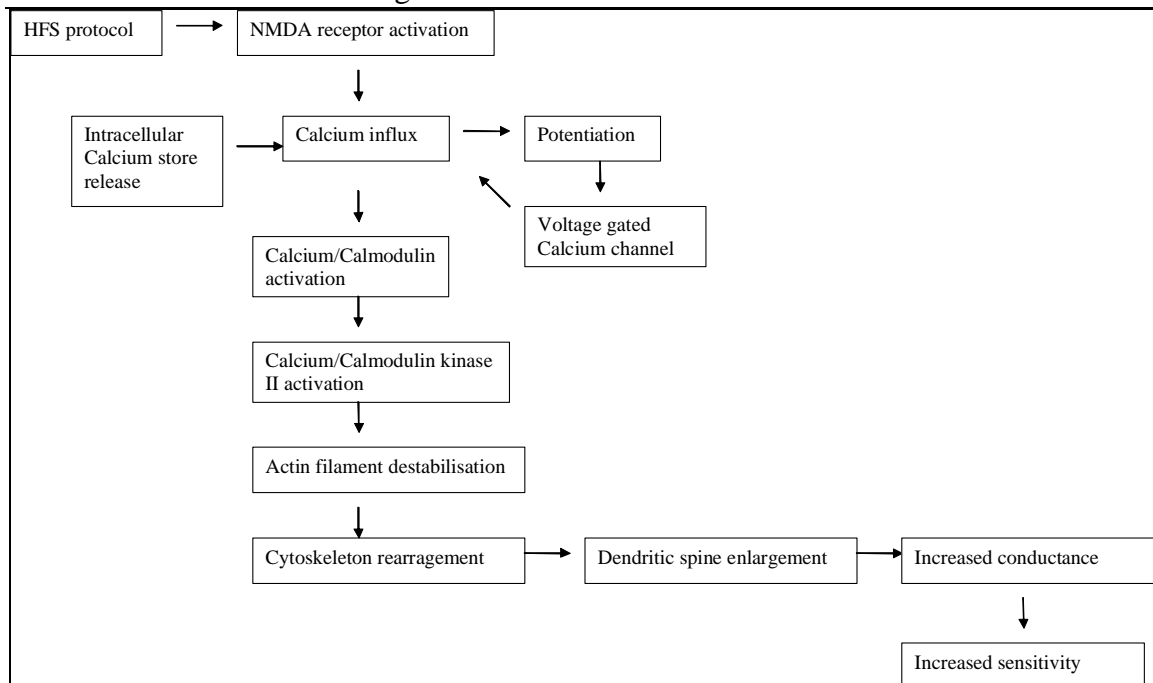 HFS protocol
NMDA receptor activation
Intracellular
Calcium store
release
Calcium influx
Potentiation
Voltage gated
Calcium channel
Calcium/Calmodulin
activation
Calcium/Calmodulin kinase
II activation
Actin filament destabilisation
Cytoskeleton rearragement
Dendritic spine enlargement
Increased conductance
Increased sensitivity